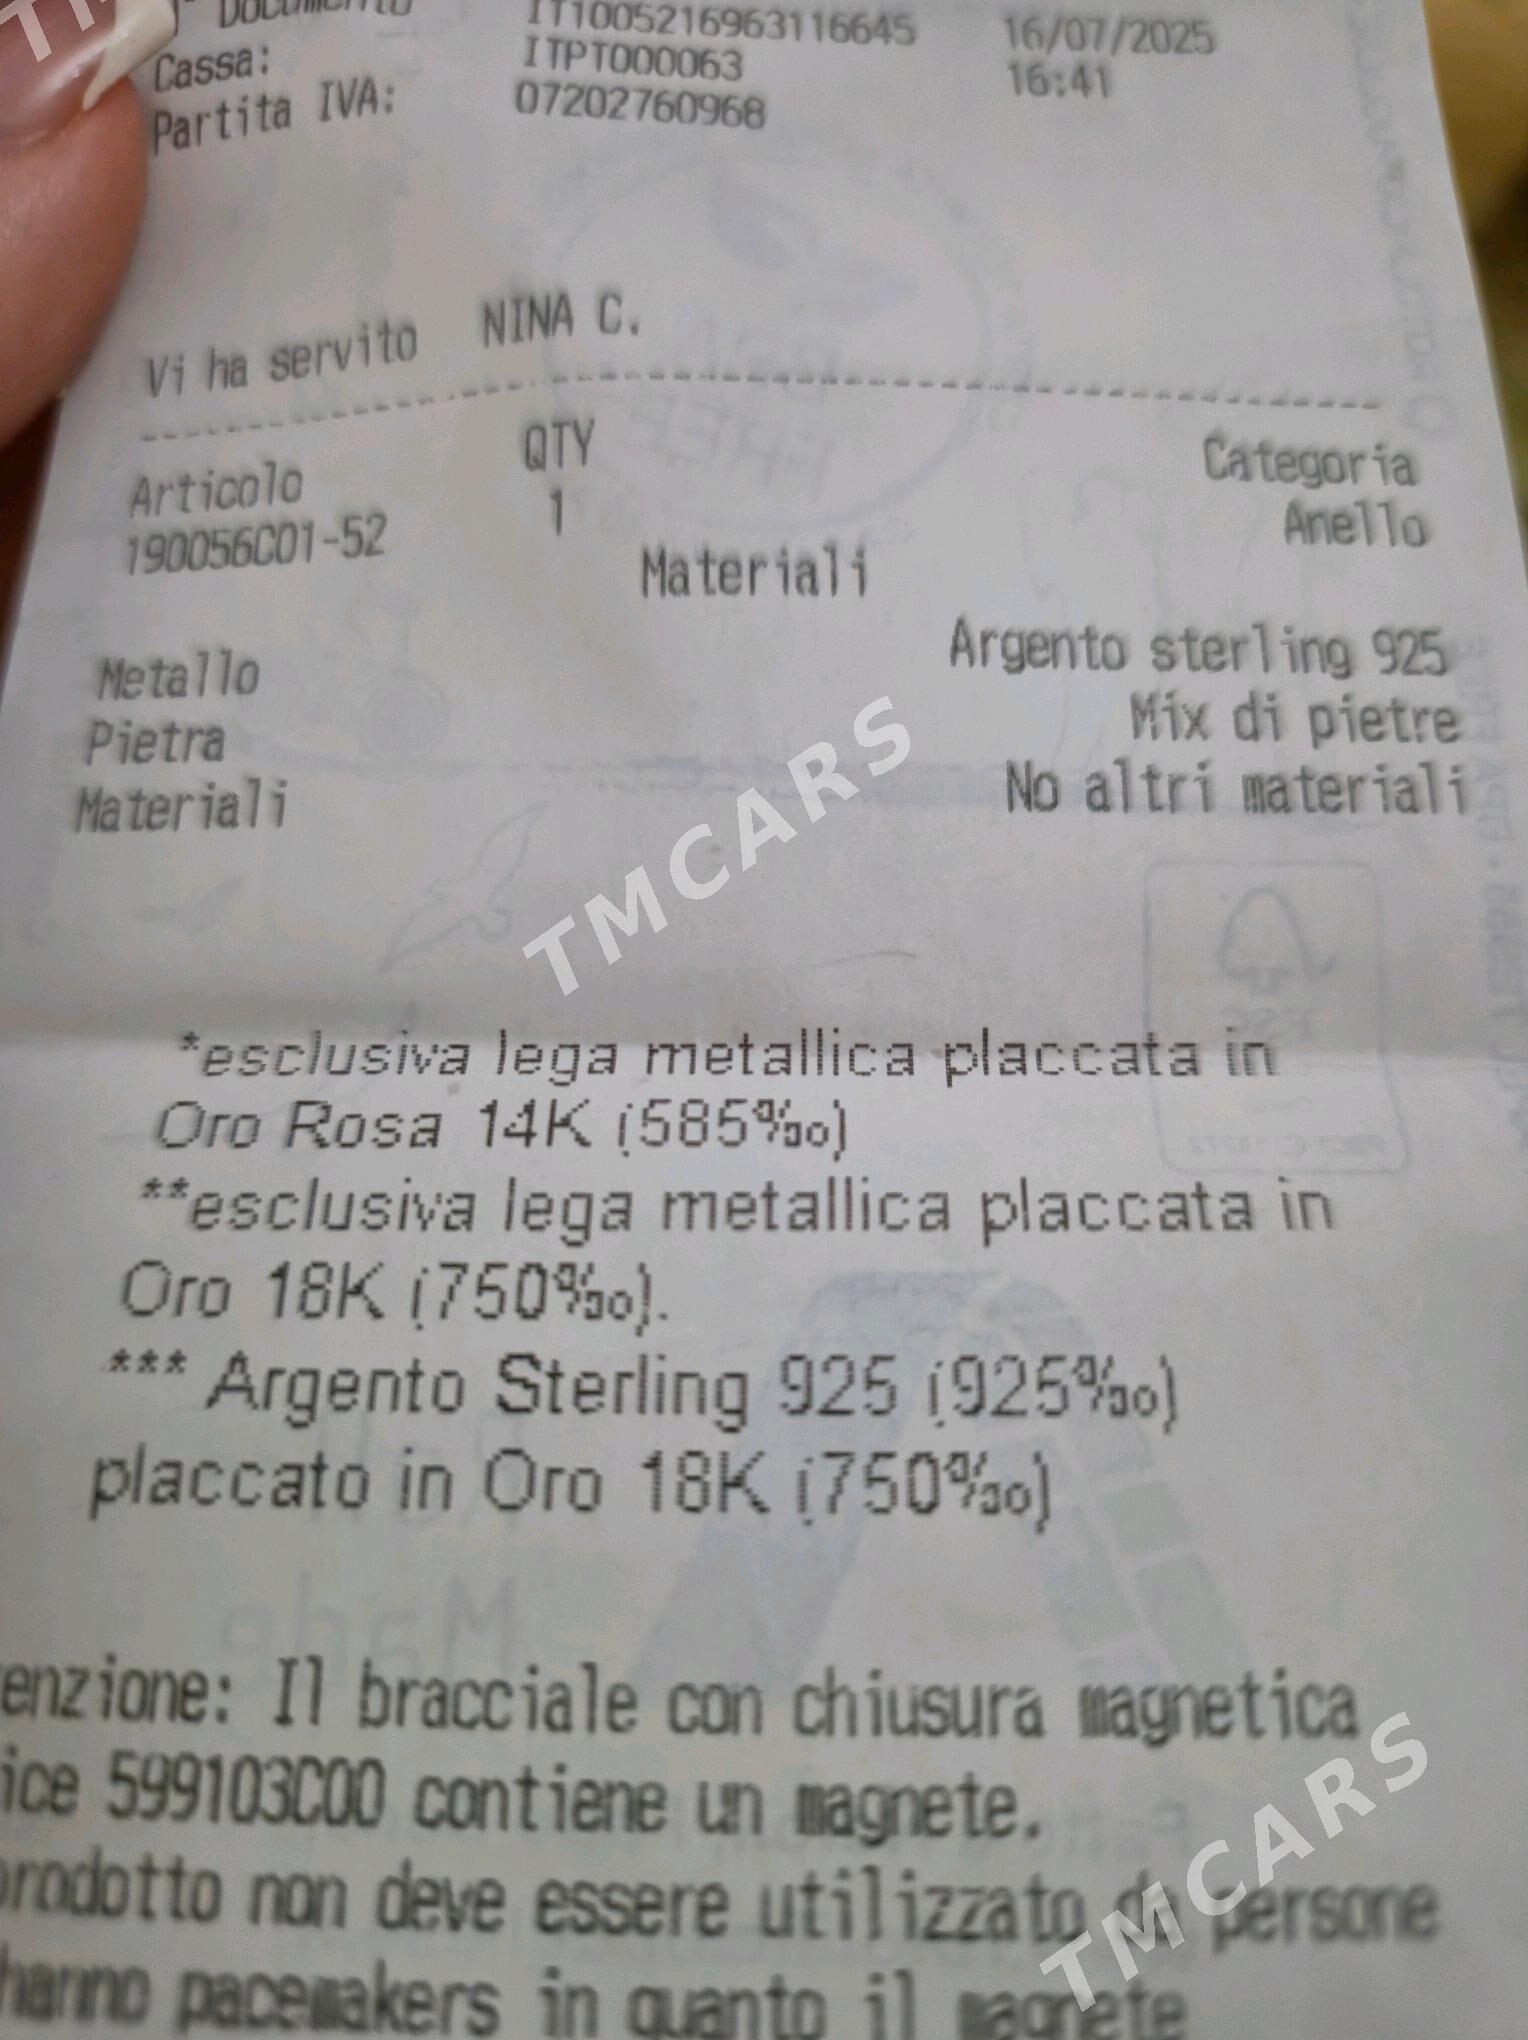 Documento IT1005216963116645 16/07/2025
Cassa: ITPT000063 16:41
Partita IVA: 07202760968
Vi ha servito NINA C.
Articolo QTY Categoria
190056C01-52 1 Anello
Materiali
Metallo Argento sterling 925
Pietra Mix di pietre
Materiali No altri materiali
TMCARS
*esclusiva lega metallica placcata in
Oro Rosa 14K (585‰)
**esclusiva lega metallica placcata in
Oro 18K (750‰).
*** Argento Sterling 925 (925‰)
placcato in Oro 18K (750‰)
enzione: Il bracciale con chiusura magnetica
ice 599103C00 contiene un magnete.
prodotto non deve essere utilizzato da persone
hanno pacemakers in quanto il magnete
TMCARS